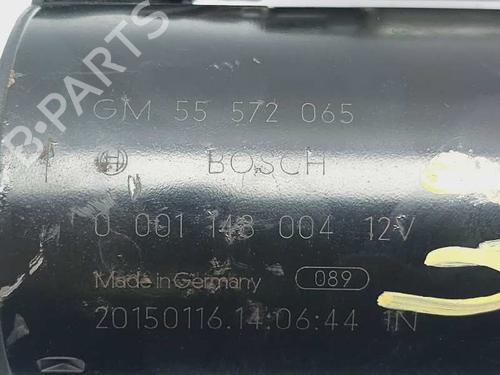 B-PARTS
GM 55 572 065
BOSCH
0 001 148 004 12V
Made in Germany 089
20150116.14:06:44 1N